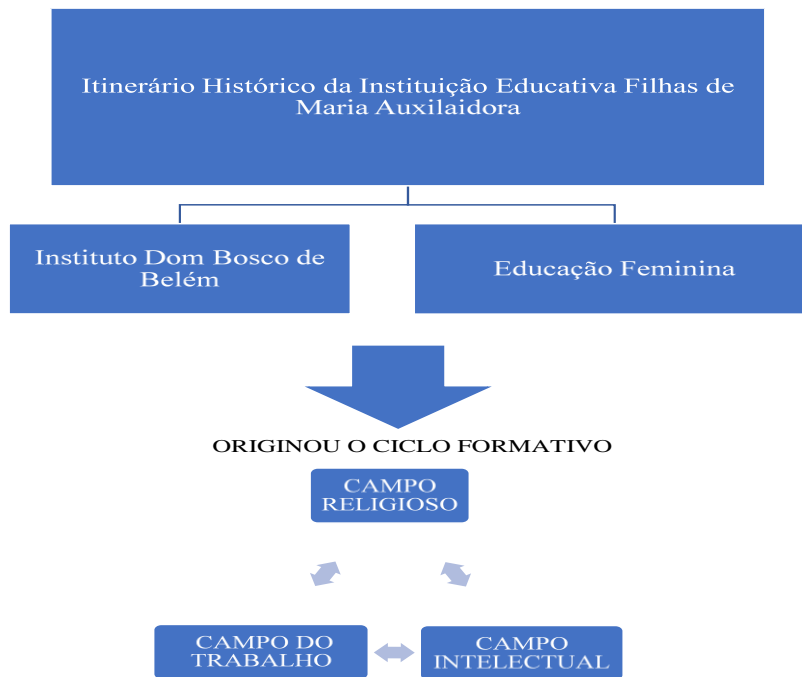 Itinerário Histórico da Instituição Educativa Filhas de
Maria Auxilaidora
Instituto Dom Bosco de
Belém
Educação Feminina
ORIGINOU O CICLO FORMATIVO
CAMPO
RELIGIOSO
CAMPO DO
TRABALHO
CAMPO
INTELECTUAL